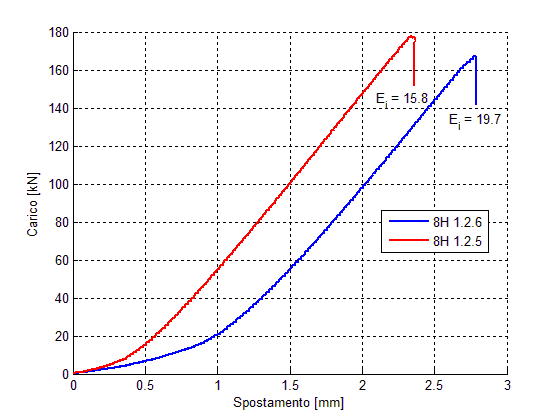 180
160
140
120
100
80
60
40
20
0
Carico [kN]
E_i = 15.8
E_i = 19.7
8H 1.2.6
8H 1.2.5
0 0.5 1 1.5 2 2.5 3
Spostamento [mm]